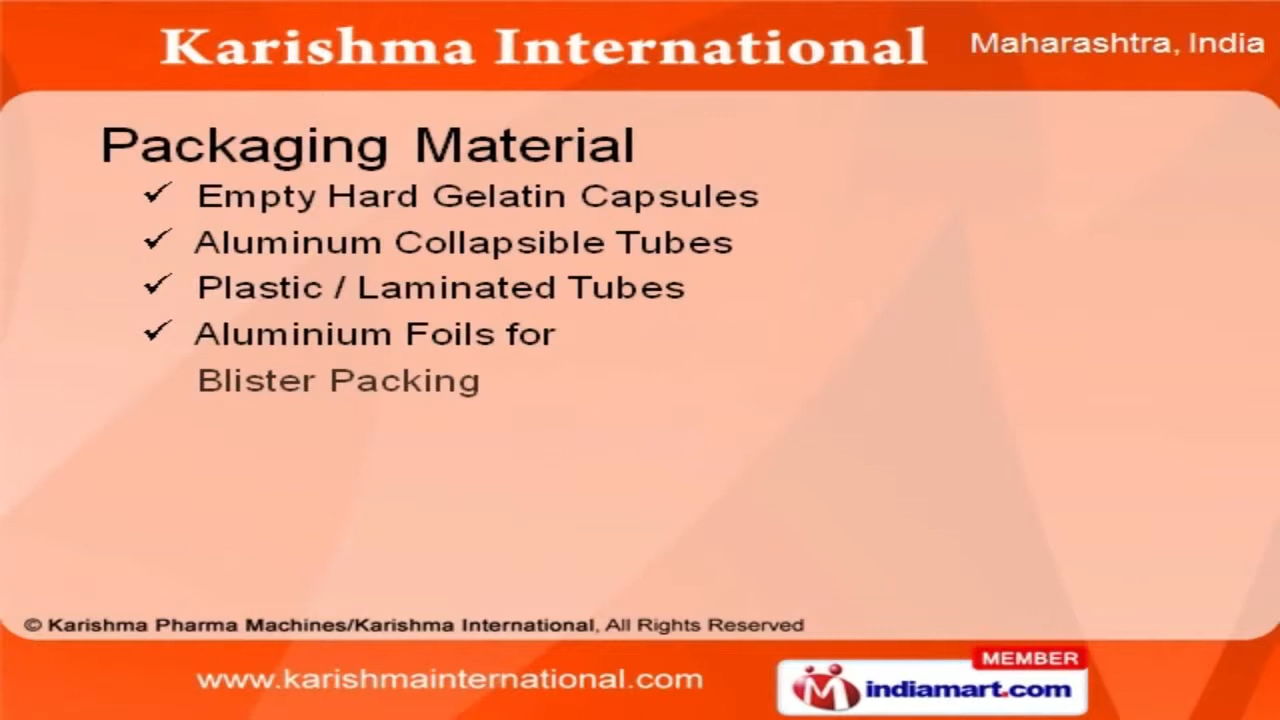 Karishma International
Maharashtra, India
Packaging Material
✓ Empty Hard Gelatin Capsules
✓ Aluminum Collapsible Tubes
✓ Plastic / Laminated Tubes
✓ Aluminium Foils for
Blister Packing
© Karishma Pharma Machines/Karishma International, All Rights Reserved
www.karishmainternational.com
MEMBER
indiamart.com